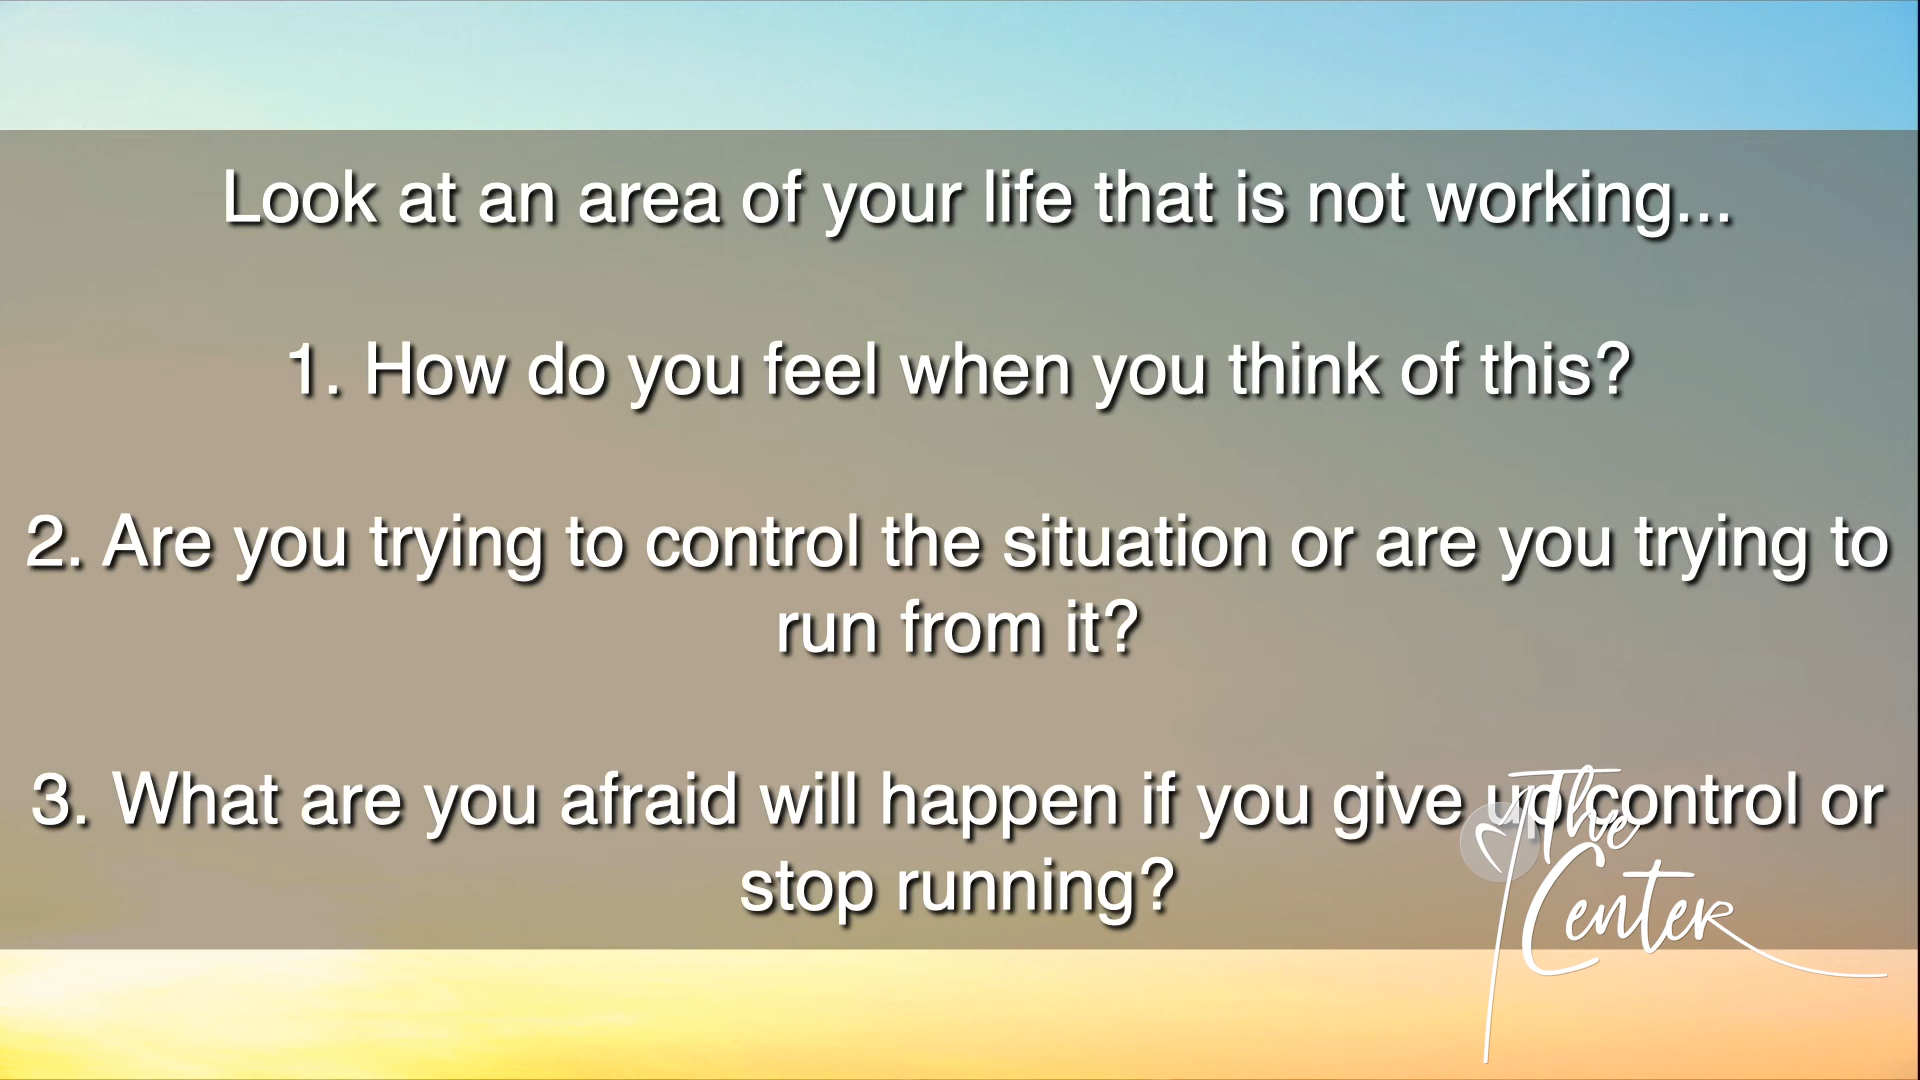 Look at an area of your life that is not working...
1. How do you feel when you think of this?
2. Are you trying to control the situation or are you trying to
run from it?
3. What are you afraid will happen if you give up control or
stop running?
The
Center